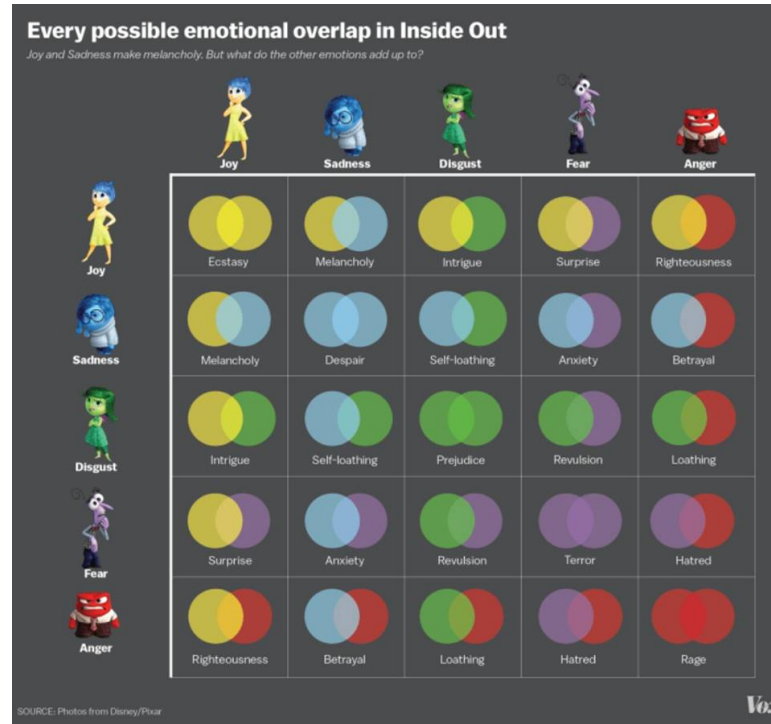 Every possible emotional overlap in Inside Out
Joy and Sadness make melancholy. But what do the other emotions add up to?
Joy
Sadness
Disgust
Fear
Anger
Joy
Ecstasy
Melancholy
Intrigue
Surprise
Righteousness
Sadness
Melancholy
Despair
Self-loathing
Anxiety
Betrayal
Disgust
Intrigue
Self-loathing
Prejudice
Revulsion
Loathing
Fear
Surprise
Anxiety
Revulsion
Terror
Hatred
Anger
Righteousness
Betrayal
Loathing
Hatred
Rage
SOURCE: Photos from Disney/Pixar
Vox